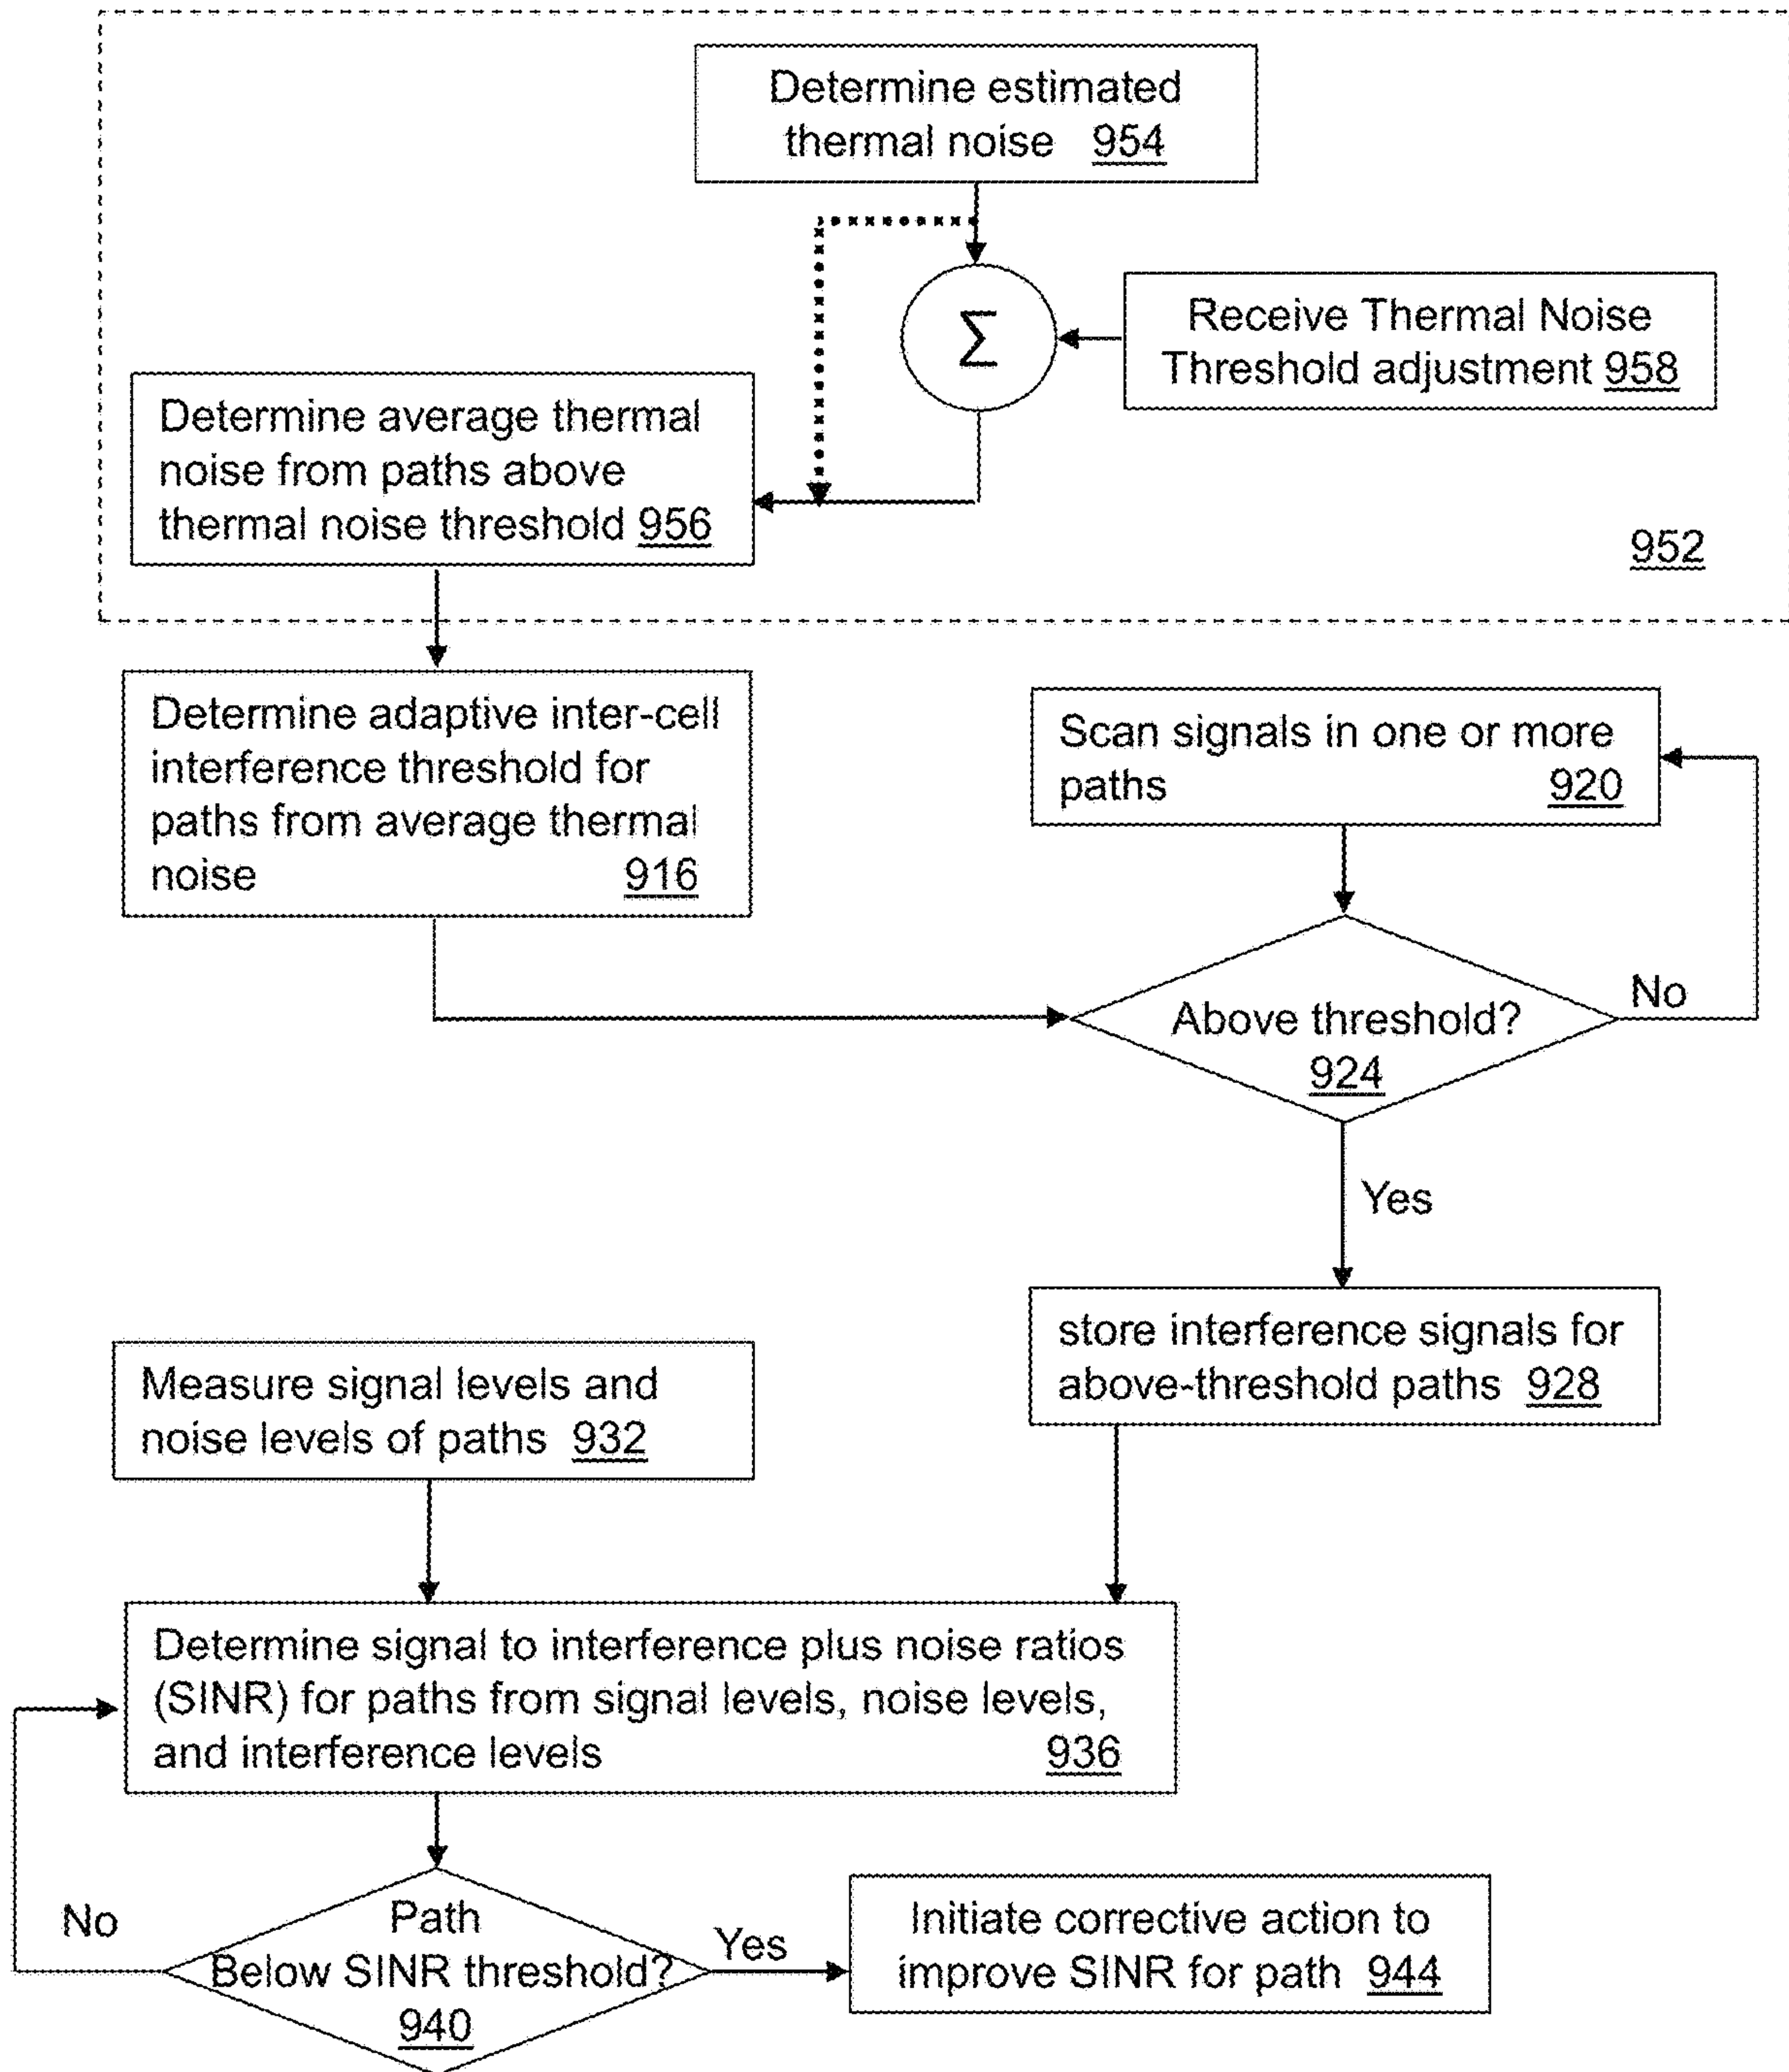 Determine estimated
thermal noise 954
Σ
Receive Thermal Noise
Threshold adjustment 958
Determine average thermal
noise from paths above
thermal noise threshold 956
952
Determine adaptive inter-cell
interference threshold for
paths from average thermal
noise 916
Scan signals in one or more
paths 920
Above threshold?
924
No
Yes
store interference signals for
above-threshold paths 928
Measure signal levels and
noise levels of paths 932
Determine signal to interference plus noise ratios
(SINR) for paths from signal levels, noise levels,
and interference levels 936
No
Path
Below SINR threshold?
940
Yes
Initiate corrective action to
improve SINR for path 944